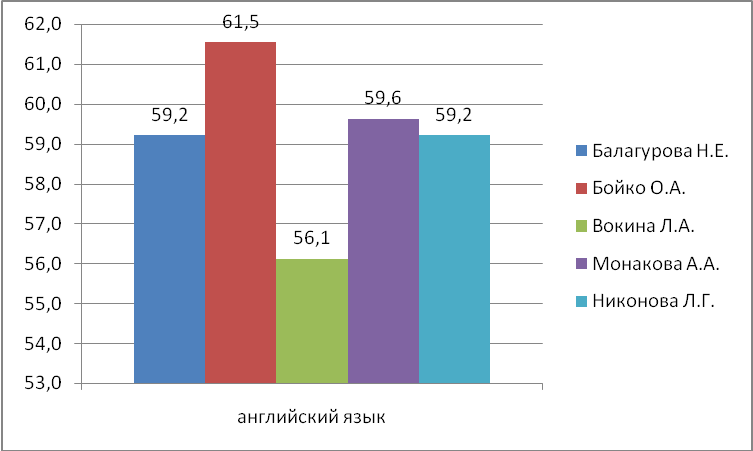 62,0
61,0
60,0
59,0
58,0
57,0
56,0
55,0
54,0
53,0
59,2
61,5
56,1
59,6
59,2
английский язык
Балагурова Н.Е.
Бойко О.А.
Вокина Л.А.
Монакова А.А.
Никонова Л.Г.